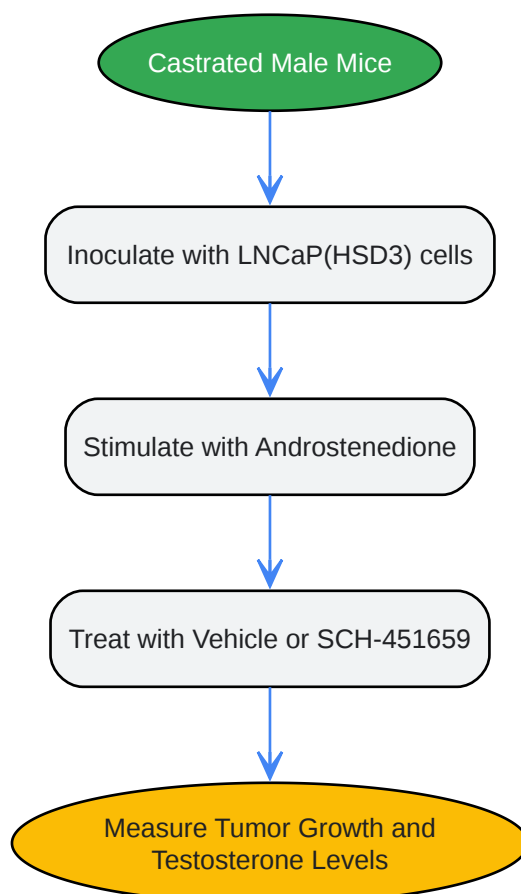 Castrated Male Mice
Inoculate with LNCaP(HSD3) cells
Stimulate with Androstenedione
Treat with Vehicle or SCH-451659
Measure Tumor Growth and
Testosterone Levels